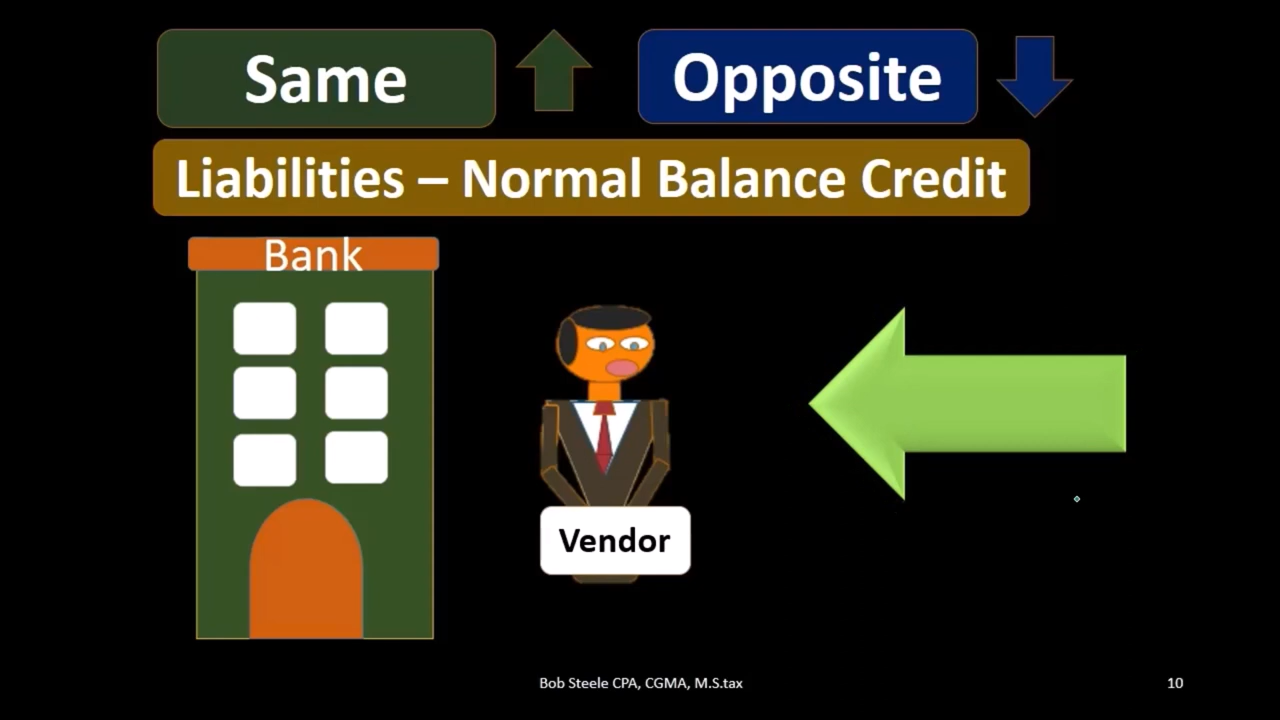 Same
Opposite
Liabilities – Normal Balance Credit
Bank
Vendor
Bob Steele CPA, CGMA, M.S.tax
10